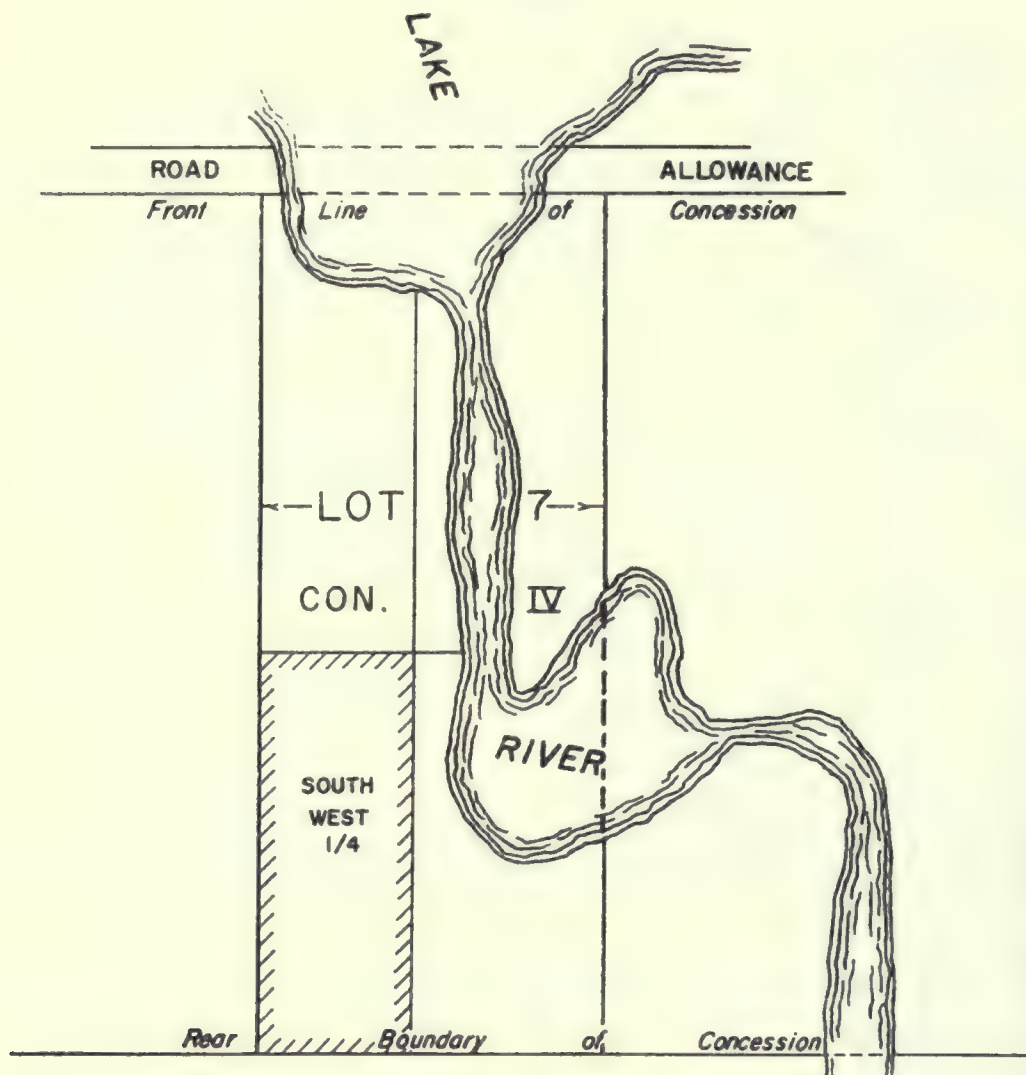 LAKE
ROAD ALLOWANCE
Front Line of Concession
LOT 7
CON. IV
RIVER
SOUTH
WEST
1/4
Rear Boundary of Concession